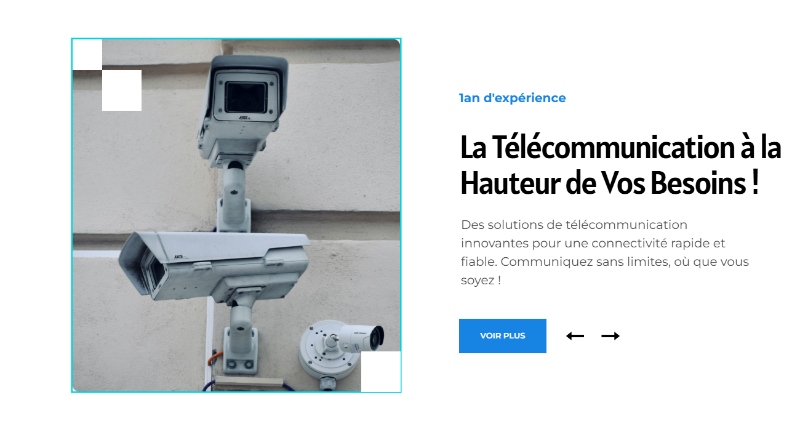 1an d'expérience
La Télécommunication à la
Hauteur de Vos Besoins !
Des solutions de télécommunication
innovantes pour une connectivité rapide et
fiable. Communiquez sans limites, où que vous
soyez !
VOIR PLUS